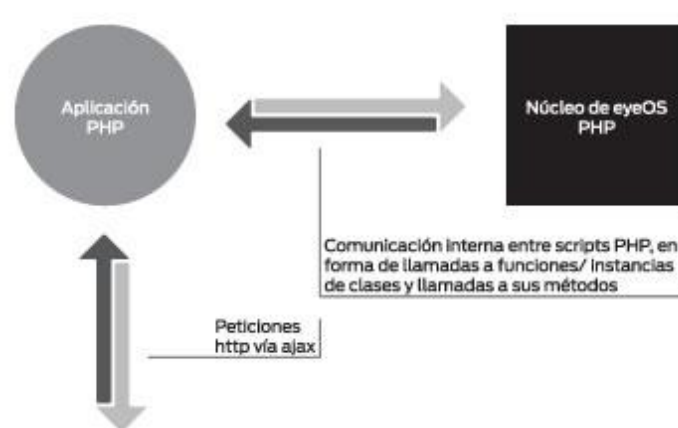 Aplicación
PHP
Núcleo de eyeOS
PHP
Comunicación interna entre scripts PHP, en
forma de llamadas a funciones/ instancias
de clases y llamadas a sus métodos
Peticiones
http vía ajax